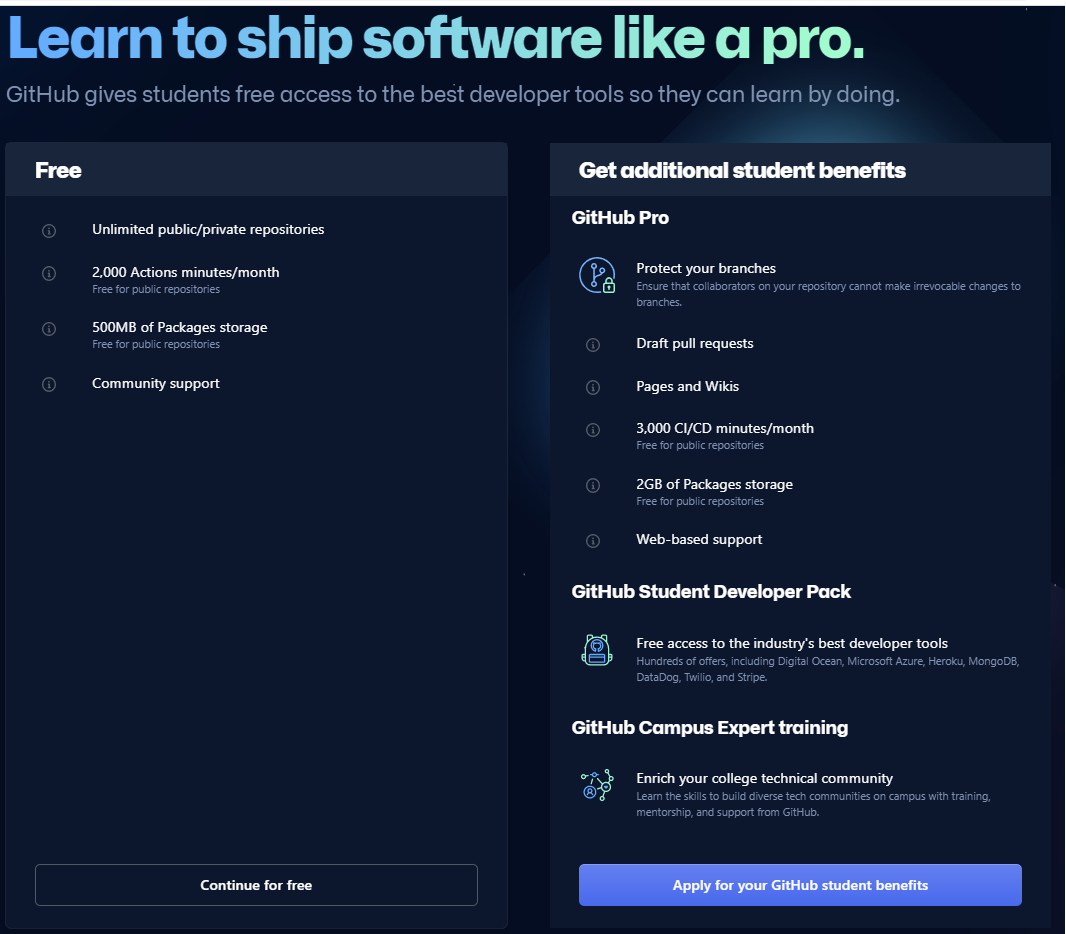 Learn to ship software like a pro.
GitHub gives students free access to the best developer tools so they can learn by doing.
Free
Unlimited public/private repositories
2,000 Actions minutes/month
Free for public repositories
500MB of Packages storage
Free for public repositories
Community support
Continue for free
Get additional student benefits
GitHub Pro
Protect your branches
Ensure that collaborators on your repository cannot make irrevocable changes to
branches.
Draft pull requests
Pages and Wikis
3,000 CI/CD minutes/month
Free for public repositories
2GB of Packages storage
Free for public repositories
Web-based support
GitHub Student Developer Pack
Free access to the industry's best developer tools
Hundreds of offers, including Digital Ocean, Microsoft Azure, Heroku, MongoDB,
DataDog, Twilio, and Stripe.
GitHub Campus Expert training
Enrich your college technical community
Learn the skills to build diverse tech communities on campus with training,
mentorship, and support from GitHub.
Apply for your GitHub student benefits